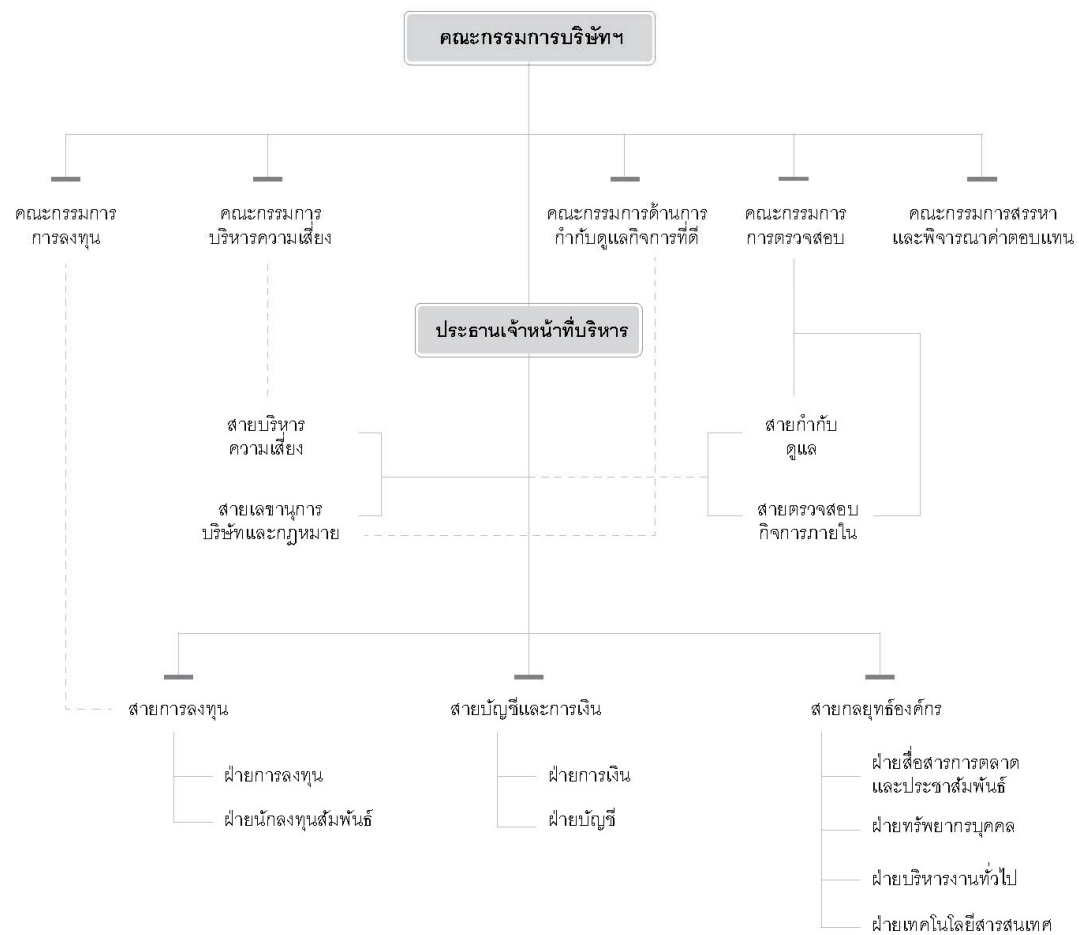 คณะกรรมการบริษัทฯ
คณะกรรมการ
การลงทุน
คณะกรรมการ
บริหารความเสี่ยง
คณะกรรมการด้านการ
กำกับดูแลกิจการที่ดี
คณะกรรมการ
การตรวจสอบ
คณะกรรมการสรรหา
และพิจารณาค่าตอบแทน
ประธานเจ้าหน้าที่บริหาร
สายบริหาร
ความเสี่ยง
สายกำกับ
ดูแล
สายเลขานุการ
บริษัทและกฎหมาย
สายตรวจสอบ
กิจการภายใน
สายการลงทุน
ฝ่ายการลงทุน
ฝ่ายนักลงทุนสัมพันธ์
สายบัญชีและการเงิน
ฝ่ายการเงิน
ฝ่ายบัญชี
สายกลยุทธ์องค์กร
ฝ่ายสื่อสารการตลาด
และประชาสัมพันธ์
ฝ่ายทรัพยากรบุคคล
ฝ่ายบริหารงานทั่วไป
ฝ่ายเทคโนโลยีสารสนเทศ